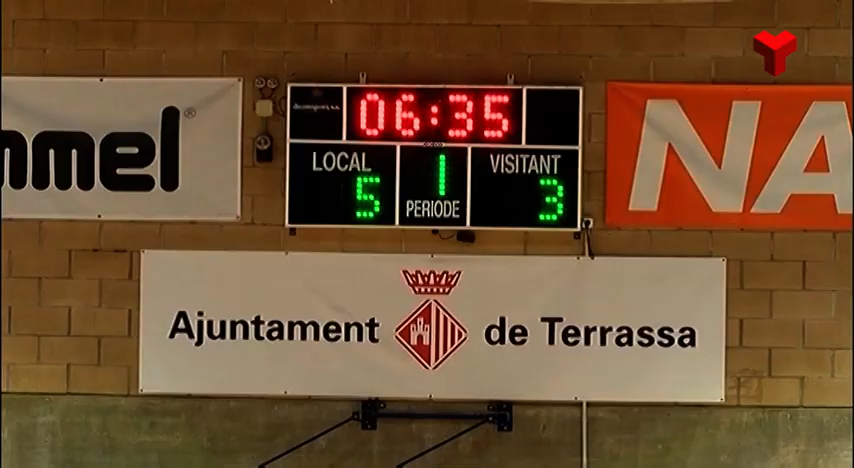 mmel®
06:35
NA
LOCAL
VISITANT
5
1
3
PERIODE
Ajuntament de Terrassa